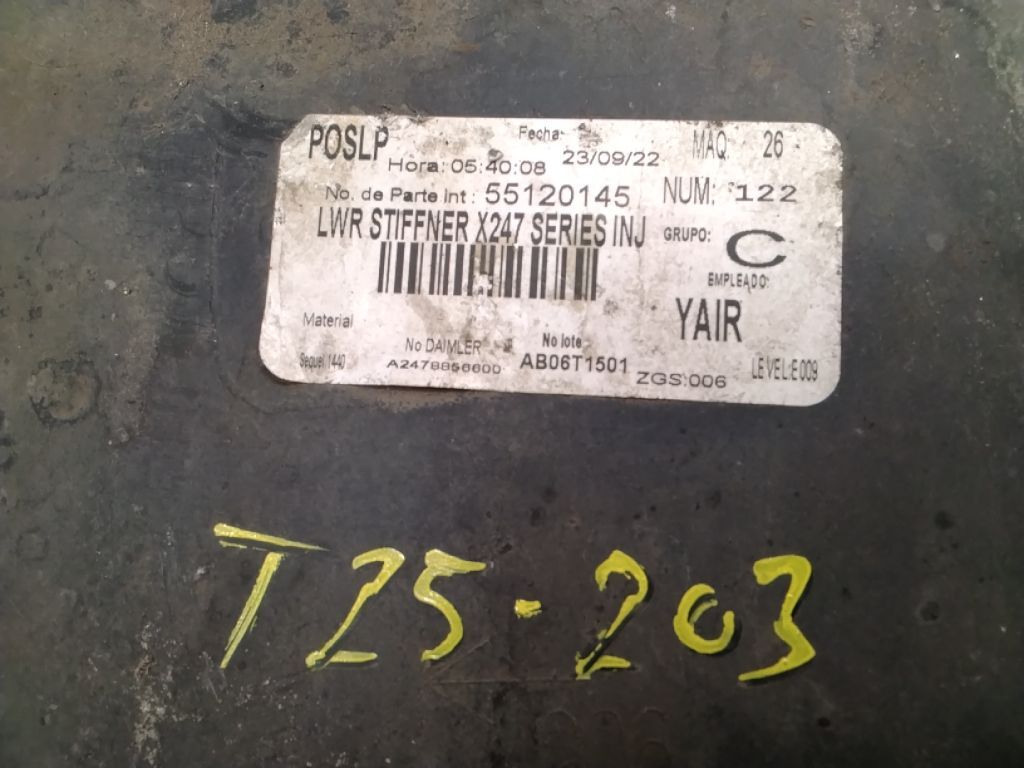 POSLP Fecha: MAQ: 26
Hora: 05:40:08 23/09/22
No. de Parte Int : 55120145 NUM: 122
LWR STIFFNER X247 SERIES INJ GRUPO: C
EMPLEADO:
YAIR
Material
No DAIMLER No lote
Sequel:1440 A2478856600 AB06T1501 ZGS:006 LEVEL:E009
T25-203